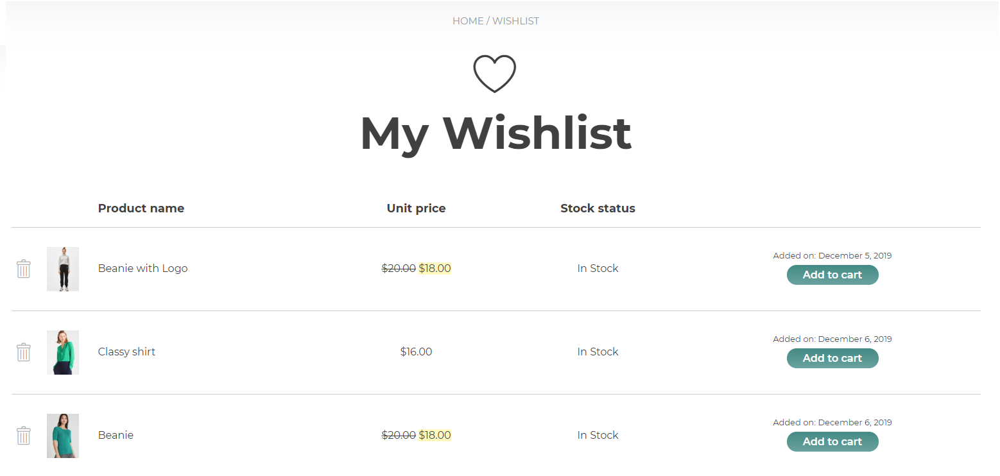 HOME / WISHLIST
My Wishlist
Product name Unit price Stock status
Beanie with Logo $20.00 $18.00 In Stock Added on: December 5, 2019
Add to cart
Classy shirt $16.00 In Stock Added on: December 6, 2019
Add to cart
Beanie $20.00 $18.00 In Stock Added on: December 6, 2019
Add to cart